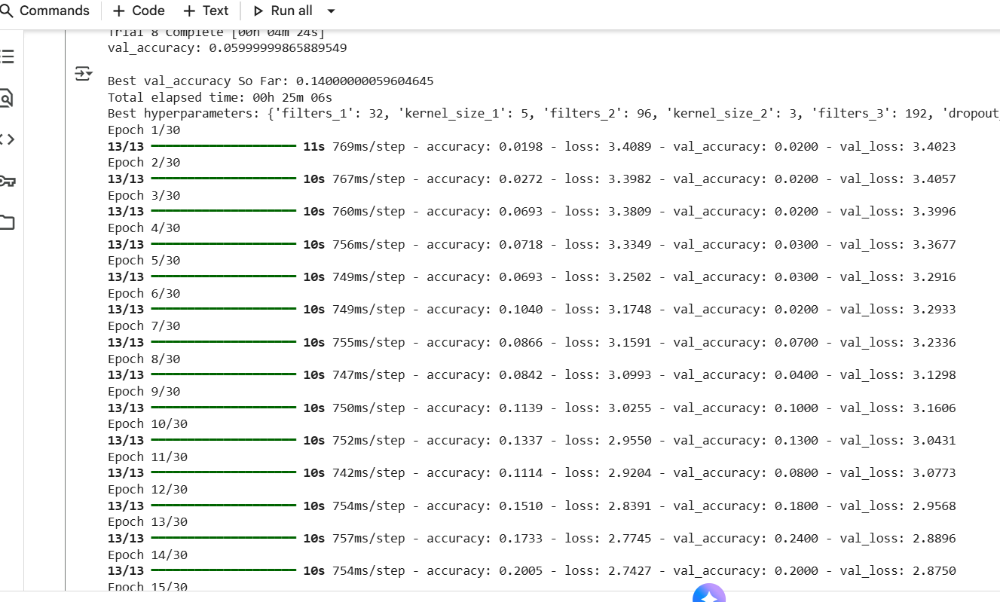 Commands + Code + Text Run all
Trial 8 Complete [00h 04m 24s]
val_accuracy: 0.05999999865889549
Best val_accuracy So Far: 0.14000000059604645
Total elapsed time: 00h 25m 06s
Best hyperparameters: {'filters_1': 32, 'kernel_size_1': 5, 'filters_2': 96, 'kernel_size_2': 3, 'filters_3': 192, 'dropout_
Epoch 1/30
13/13 11s 769ms/step - accuracy: 0.0198 - loss: 3.4089 - val_accuracy: 0.0200 - val_loss: 3.4023
Epoch 2/30
13/13 10s 767ms/step - accuracy: 0.0272 - loss: 3.3982 - val_accuracy: 0.0200 - val_loss: 3.4057
Epoch 3/30
13/13 10s 760ms/step - accuracy: 0.0693 - loss: 3.3809 - val_accuracy: 0.0200 - val_loss: 3.3996
Epoch 4/30
13/13 10s 756ms/step - accuracy: 0.0718 - loss: 3.3349 - val_accuracy: 0.0300 - val_loss: 3.3677
Epoch 5/30
13/13 10s 749ms/step - accuracy: 0.0693 - loss: 3.2502 - val_accuracy: 0.0300 - val_loss: 3.2916
Epoch 6/30
13/13 10s 749ms/step - accuracy: 0.1040 - loss: 3.1748 - val_accuracy: 0.0200 - val_loss: 3.2933
Epoch 7/30
13/13 10s 755ms/step - accuracy: 0.0866 - loss: 3.1591 - val_accuracy: 0.0700 - val_loss: 3.2336
Epoch 8/30
13/13 10s 747ms/step - accuracy: 0.0842 - loss: 3.0993 - val_accuracy: 0.0400 - val_loss: 3.1298
Epoch 9/30
13/13 10s 750ms/step - accuracy: 0.1139 - loss: 3.0255 - val_accuracy: 0.1000 - val_loss: 3.1606
Epoch 10/30
13/13 10s 752ms/step - accuracy: 0.1337 - loss: 2.9550 - val_accuracy: 0.1300 - val_loss: 3.0431
Epoch 11/30
13/13 10s 742ms/step - accuracy: 0.1114 - loss: 2.9204 - val_accuracy: 0.0800 - val_loss: 3.0773
Epoch 12/30
13/13 10s 754ms/step - accuracy: 0.1510 - loss: 2.8391 - val_accuracy: 0.1800 - val_loss: 2.9568
Epoch 13/30
13/13 10s 757ms/step - accuracy: 0.1733 - loss: 2.7745 - val_accuracy: 0.2400 - val_loss: 2.8896
Epoch 14/30
13/13 10s 754ms/step - accuracy: 0.2005 - loss: 2.7427 - val_accuracy: 0.2000 - val_loss: 2.8750
Epoch 15/30